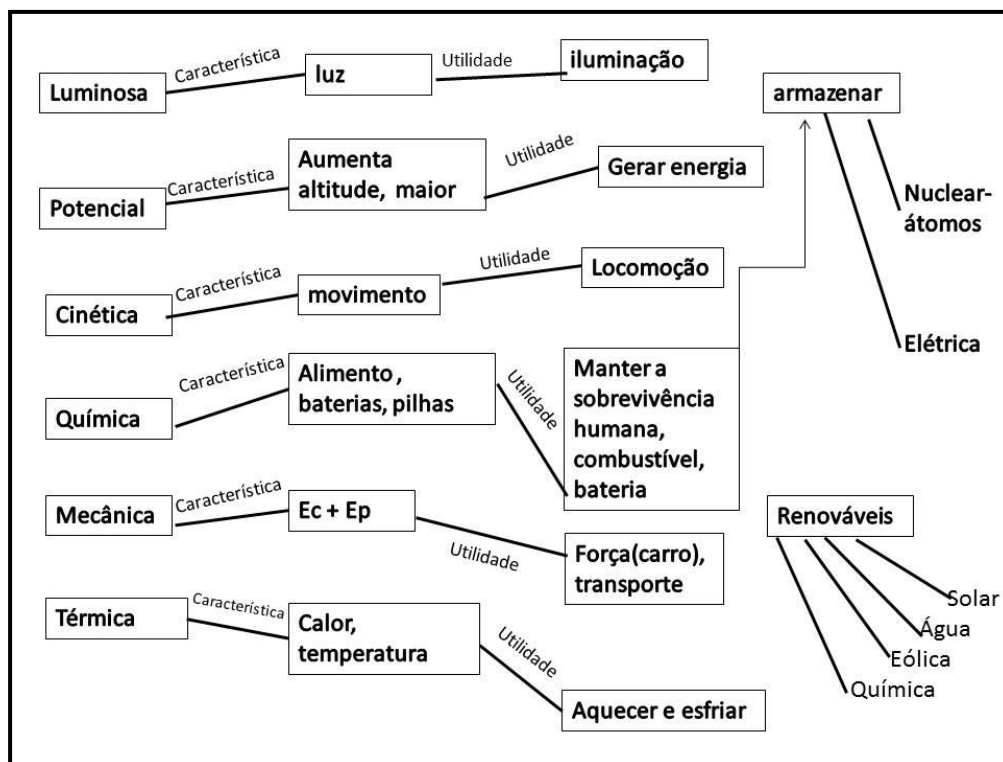 Luminosa
Característica
luz
Utilidade
iluminação
Potencial
Característica
Aumenta
altitude, maior
Utilidade
Gerar energia
Cinética
Característica
movimento
Utilidade
Locomoção
Química
Característica
Alimento ,
baterias, pilhas
Utilidade
Manter a
sobrevivência
humana,
combustível,
bateria
Mecânica
Característica
Ec + Ep
Utilidade
Força(carro),
transporte
Térmica
Característica
Calor,
temperatura
Utilidade
Aquecer e esfriar
armazenar
Nuclear-
átomos
Elétrica
Renováveis
Solar
Água
Eólica
Química